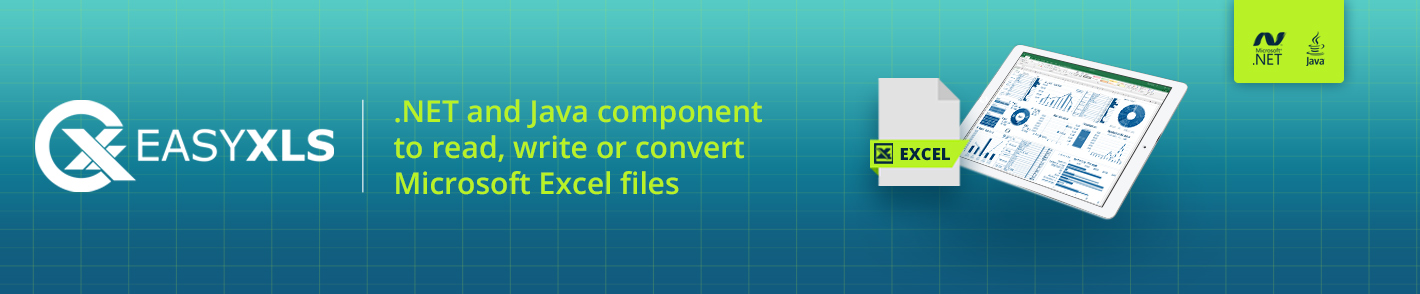 EASYXLS
.NET and Java component
to read, write or convert
Microsoft Excel files
EXCEL
Microsoft
.NET
Java